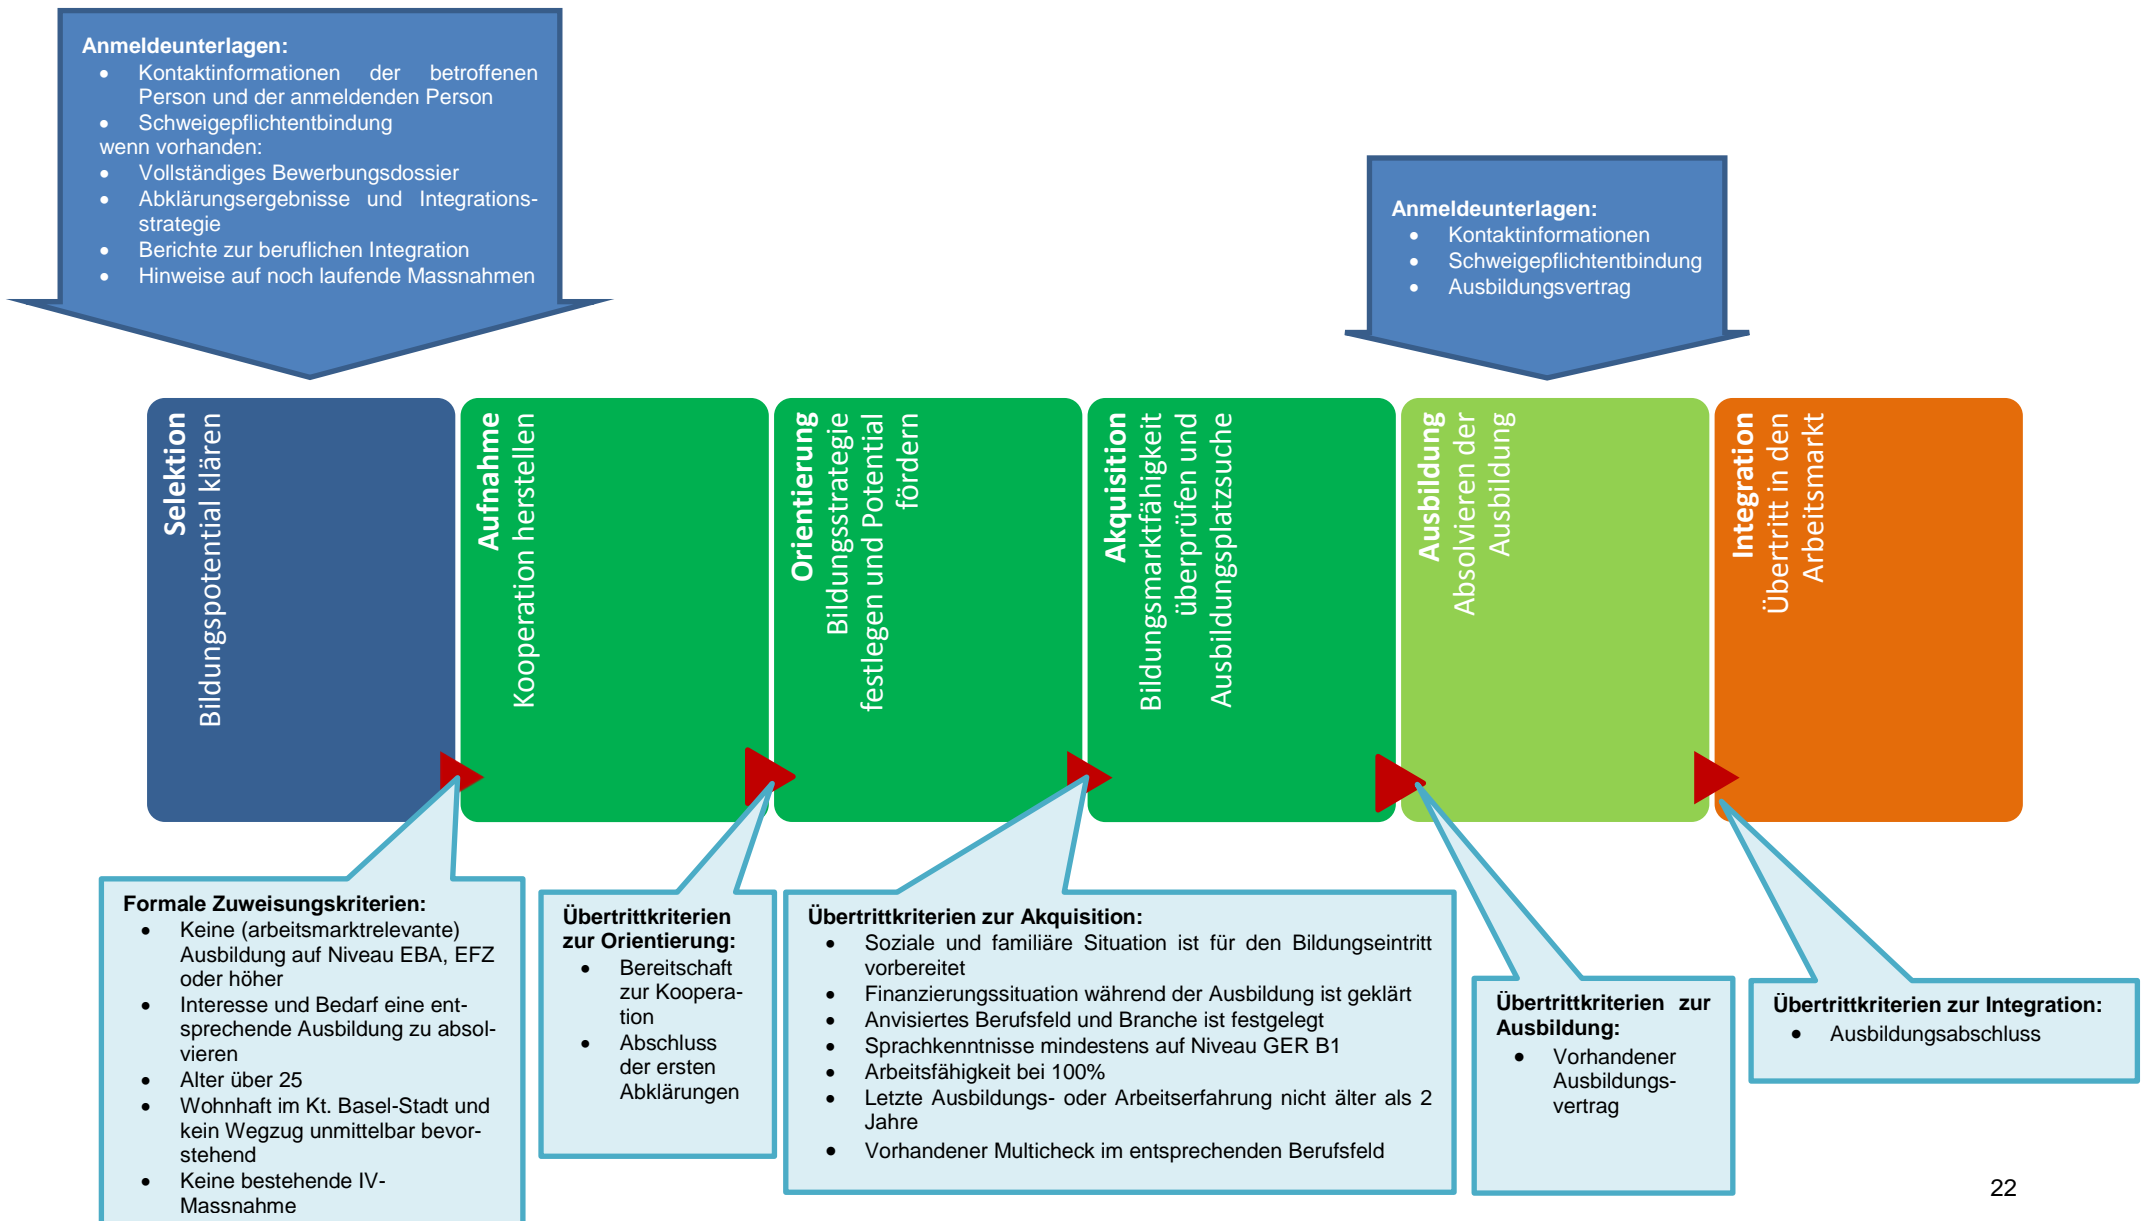 Anmeldeunterlagen:
• Kontaktinformationen der betroffenen
Person und der anmeldenden Person
• Schweigepflichtentbindung
wenn vorhanden:
• Vollständiges Bewerbungsdossier
• Abklärungsergebnisse und Integrations-
strategie
• Berichte zur beruflichen Integration
• Hinweise auf noch laufende Massnahmen
Anmeldeunterlagen:
• Kontaktinformationen
• Schweigepflichtentbindung
• Ausbildungsvertrag
Selektion
Bildungspotential klären
Aufnahme
Kooperation herstellen
Orientierung
Bildungsstrategie
festlegen und Potential
fördern
Akquisition
Bildungsmarktfähigkeit
überprüfen und
Ausbildungsplatzsuche
Ausbildung
Absolvieren der
Ausbildung
Integration
Übertritt in den
Arbeitsmarkt
Formale Zuweisungskriterien:
• Keine (arbeitsmarktrelevante)
Ausbildung auf Niveau EBA, EFZ
oder höher
• Interesse und Bedarf eine ent-
sprechende Ausbildung zu absol-
vieren
• Alter über 25
• Wohnhaft im Kt. Basel-Stadt und
kein Wegzug unmittelbar bevor-
stehend
• Keine bestehende IV-
Massnahme
Übertrittkriterien
zur Orientierung:
• Bereitschaft
zur Koopera-
tion
• Abschluss
der ersten
Abklärungen
Übertrittkriterien zur Akquisition:
• Soziale und familiäre Situation ist für den Bildungseintritt
vorbereitet
• Finanzierungssituation während der Ausbildung ist geklärt
• Anvisiertes Berufsfeld und Branche ist festgelegt
• Sprachkenntnisse mindestens auf Niveau GER B1
• Arbeitsfähigkeit bei 100%
• Letzte Ausbildungs- oder Arbeitserfahrung nicht älter als 2
Jahre
• Vorhandener Multicheck im entsprechenden Berufsfeld
Übertrittkriterien zur
Ausbildung:
• Vorhandener
Ausbildungs-
vertrag
Übertrittkriterien zur Integration:
• Ausbildungsabschluss
22